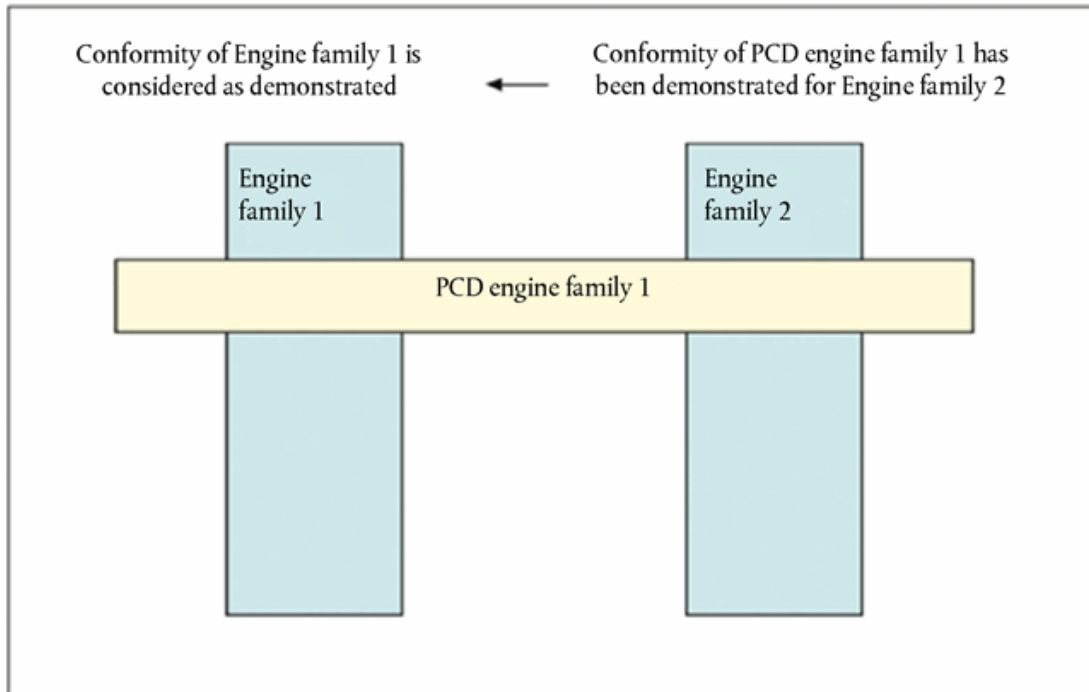 Conformity of Engine family 1 is
considered as demonstrated
Conformity of PCD engine family 1 has
been demonstrated for Engine family 2
Engine
family 1
Engine
family 2
PCD engine family 1